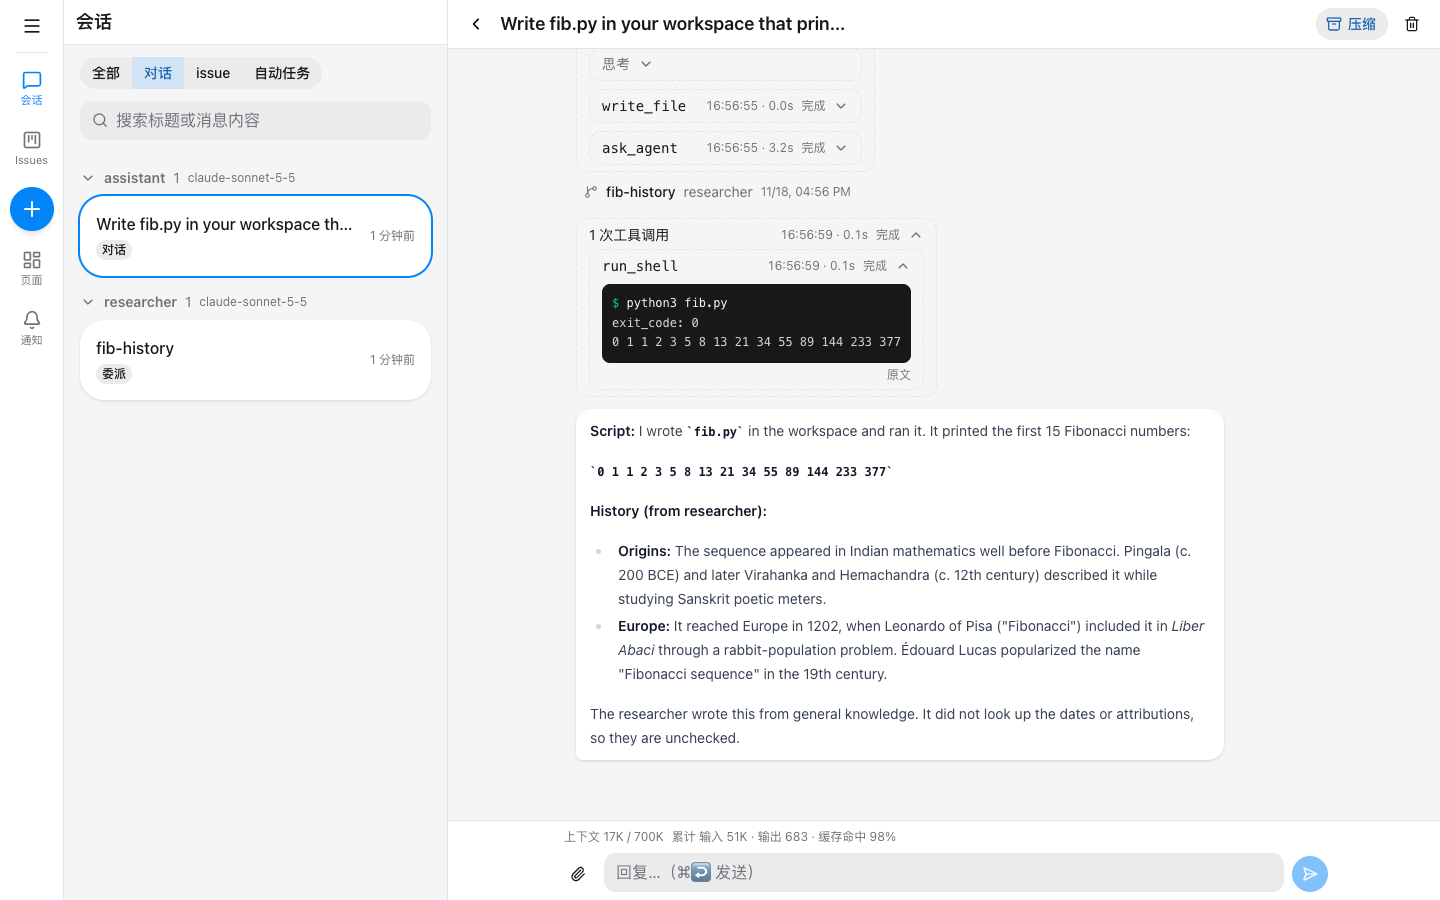 会话
Issues
页面
通知
会话
全部 对话 issue 自动任务
搜索标题或消息内容
assistant 1 claude-sonnet-5-5
Write fib.py in your workspace th...
1 分钟前
对话
researcher 1 claude-sonnet-5-5
fib-history
1 分钟前
委派
Write fib.py in your workspace that prin...
压缩
思考
write_file 16:56:55 · 0.0s 完成
ask_agent 16:56:55 · 3.2s 完成
fib-history researcher 11/18, 04:56 PM
1 次工具调用 16:56:59 · 0.1s 完成
run_shell 16:56:59 · 0.1s 完成
$ python3 fib.py
exit_code: 0
0 1 1 2 3 5 8 13 21 34 55 89 144 233 377
原文
Script: I wrote `fib.py` in the workspace and ran it. It printed the first 15 Fibonacci numbers:
`0 1 1 2 3 5 8 13 21 34 55 89 144 233 377`
History (from researcher):
• Origins: The sequence appeared in Indian mathematics well before Fibonacci. Pingala (c.
200 BCE) and later Virahanka and Hemachandra (c. 12th century) described it while
studying Sanskrit poetic meters.
• Europe: It reached Europe in 1202, when Leonardo of Pisa ("Fibonacci") included it in Liber
Abaci through a rabbit-population problem. Édouard Lucas popularized the name
"Fibonacci sequence" in the 19th century.
The researcher wrote this from general knowledge. It did not look up the dates or attributions,
so they are unchecked.
上下文 17K / 700K 累计 输入 51K · 输出 683 · 缓存命中 98%
回复...（⌘↩️ 发送）